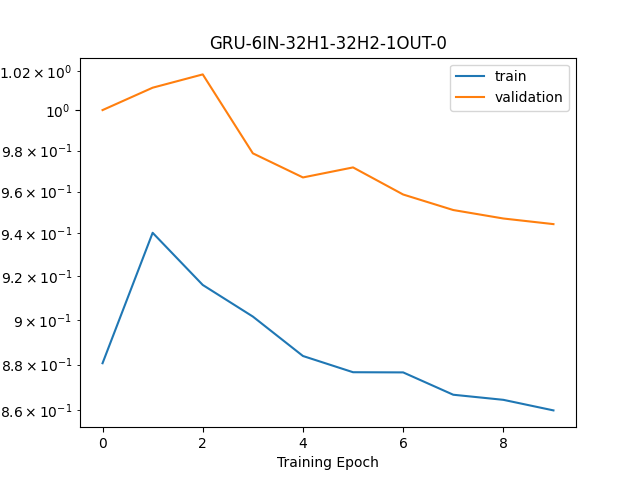 GRU-6IN-32H1-32H2-1OUT-0
train
validation
1.02 × 10⁰
10⁰
9.8 × 10⁻¹
9.6 × 10⁻¹
9.4 × 10⁻¹
9.2 × 10⁻¹
9 × 10⁻¹
8.8 × 10⁻¹
8.6 × 10⁻¹
0 2 4 6 8
Training Epoch